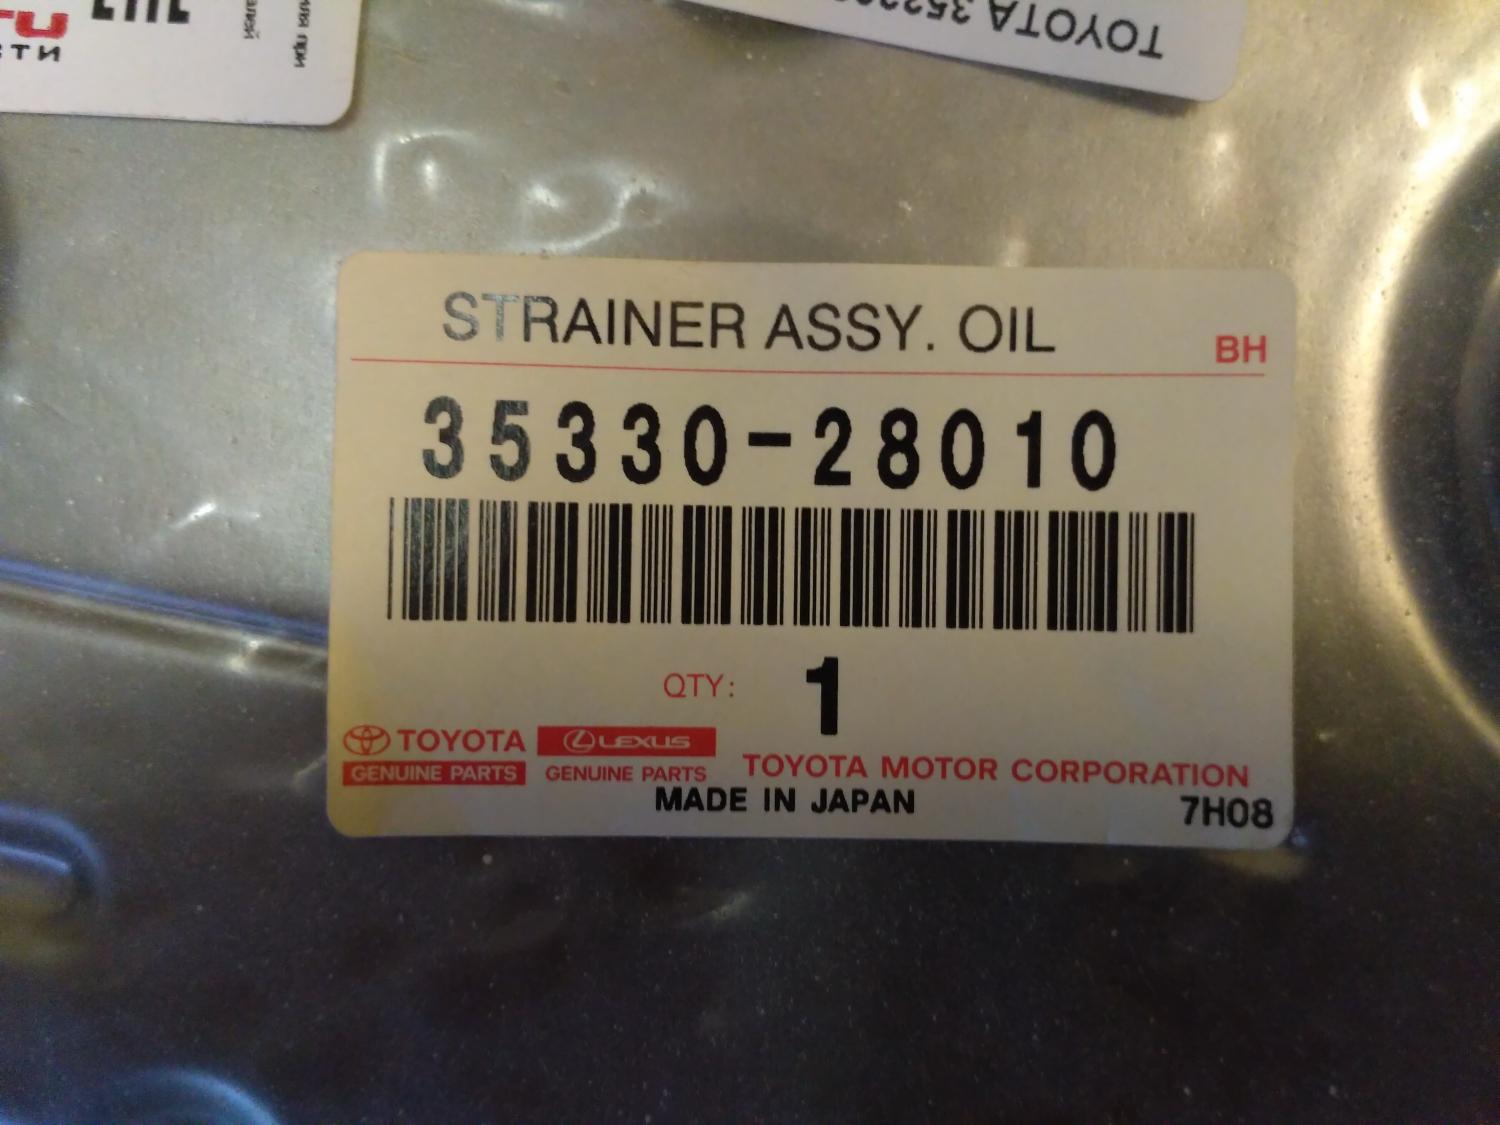 сти
TOYOTA
STRAINER ASSY. OIL
BH
35330-28010
QTY: 1
TOYOTA
GENUINE PARTS
LEXUS
GENUINE PARTS
TOYOTA MOTOR CORPORATION
MADE IN JAPAN
7H08